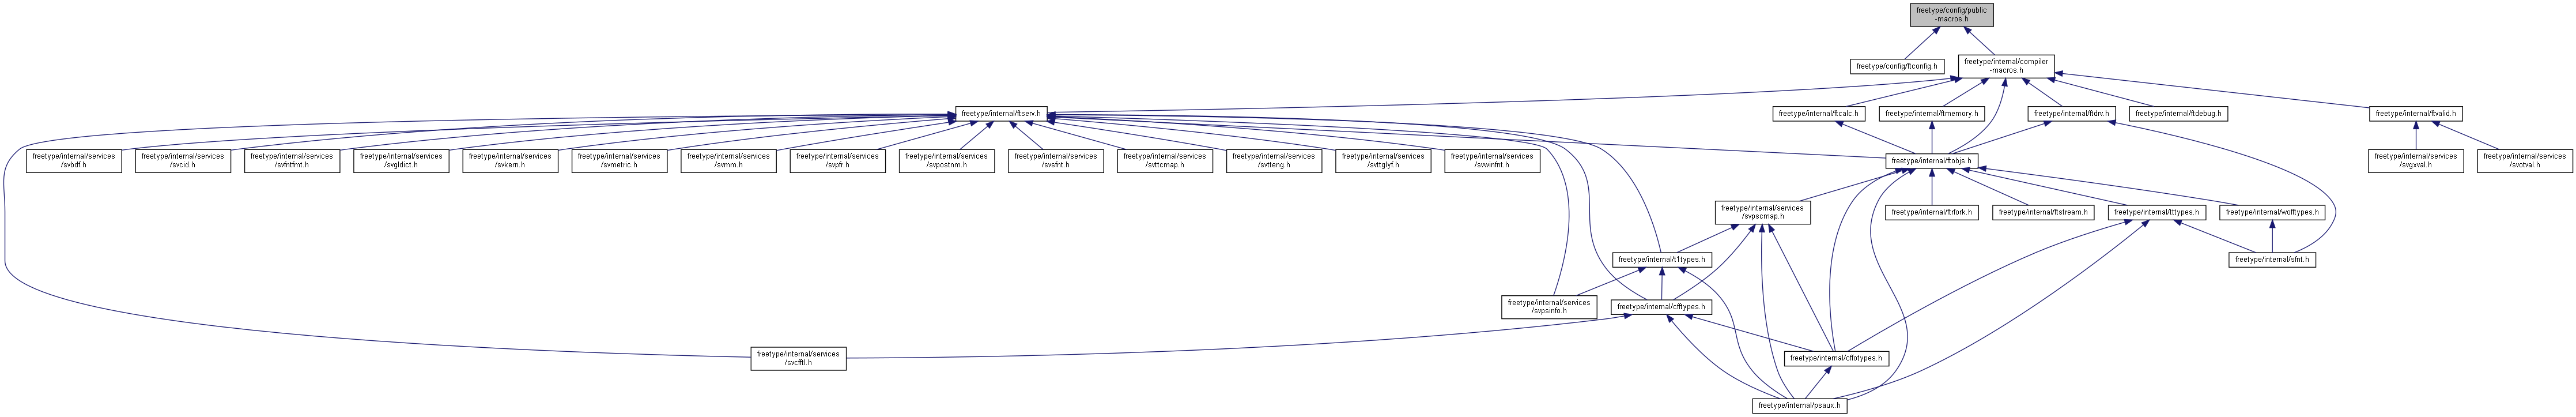 freetype/config/public
-macros.h
freetype/config/ftconfig.h
freetype/internal/compiler
-macros.h
freetype/internal/ftserv.h
freetype/internal/ftcalc.h
freetype/internal/ftmemory.h
freetype/internal/ftdrv.h
freetype/internal/ftdebug.h
freetype/internal/ftvalid.h
freetype/internal/services
/svbdf.h
freetype/internal/services
/svcid.h
freetype/internal/services
/svfntfmt.h
freetype/internal/services
/svgldict.h
freetype/internal/services
/svkern.h
freetype/internal/services
/svmetric.h
freetype/internal/services
/svmm.h
freetype/internal/services
/svpfr.h
freetype/internal/services
/svpostnm.h
freetype/internal/services
/svsfnt.h
freetype/internal/services
/svttcmap.h
freetype/internal/services
/svtteng.h
freetype/internal/services
/svttglyf.h
freetype/internal/services
/svwinfnt.h
freetype/internal/ftobjs.h
freetype/internal/services
/svgxval.h
freetype/internal/services
/svotval.h
freetype/internal/services
/svpscmap.h
freetype/internal/ftrfork.h
freetype/internal/ftstream.h
freetype/internal/tttypes.h
freetype/internal/wofftypes.h
freetype/internal/t1types.h
freetype/internal/sfnt.h
freetype/internal/services
/svpsinfo.h
freetype/internal/cfftypes.h
freetype/internal/services
/svcfftl.h
freetype/internal/cffotypes.h
freetype/internal/psaux.h